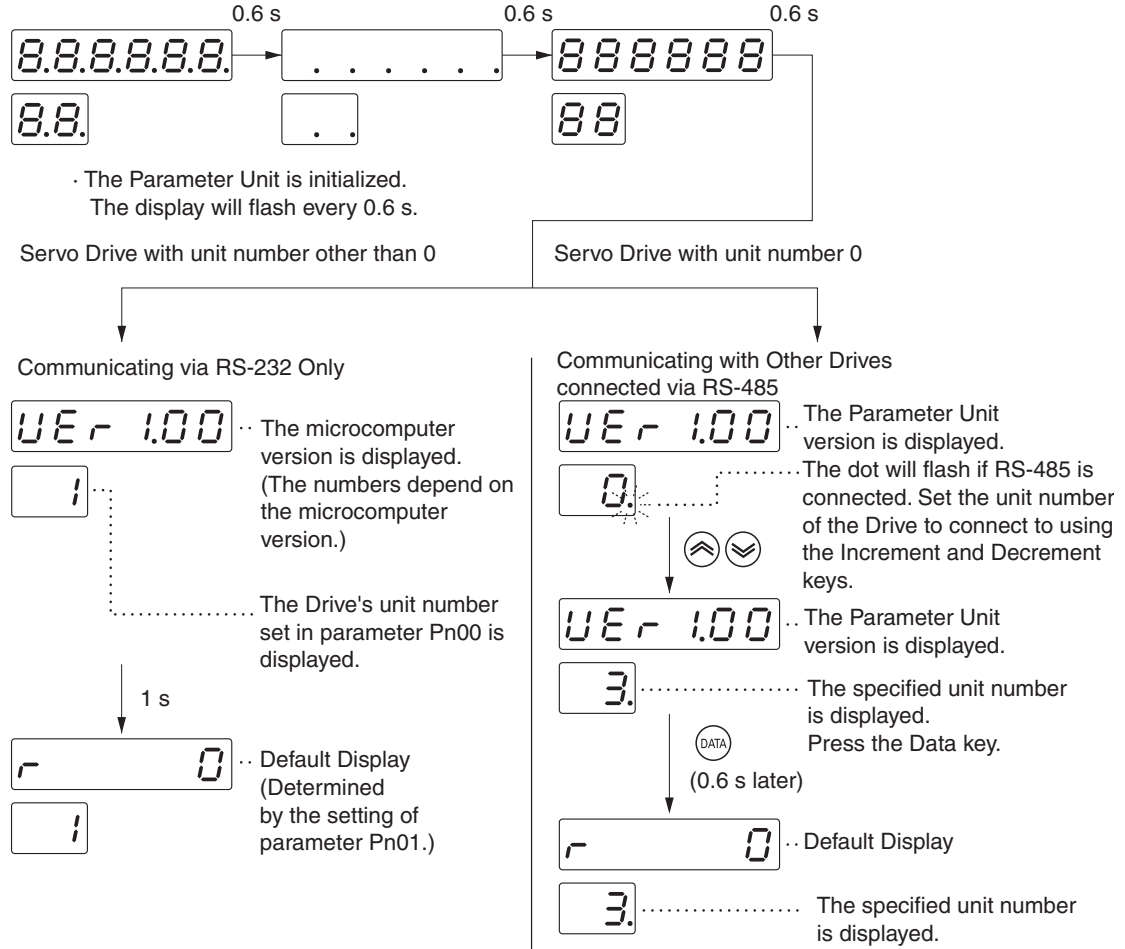 0.6 s 0.6 s 0.6 s
8.8.8.8.8.8. . . . . . . 888888
8.8. . . 88
· The Parameter Unit is initialized.
The display will flash every 0.6 s.
Servo Drive with unit number other than 0
Communicating via RS-232 Only
UEr 1.00
The microcomputer
version is displayed.
(The numbers depend on
the microcomputer
version.)
1
The Drive's unit number
set in parameter Pn00 is
displayed.
1 s
r 0
Default Display
(Determined
by the setting of
parameter Pn01.)
1
Servo Drive with unit number 0
Communicating with Other Drives
connected via RS-485
UEr 1.00
The Parameter Unit
version is displayed.
0.
The dot will flash if RS-485 is
connected. Set the unit number
of the Drive to connect to using
the Increment and Decrement
keys.
UEr 1.00
The Parameter Unit
version is displayed.
3.
The specified unit number
is displayed.
Press the Data key.
DATA
(0.6 s later)
r 0
Default Display
3.
The specified unit number
is displayed.